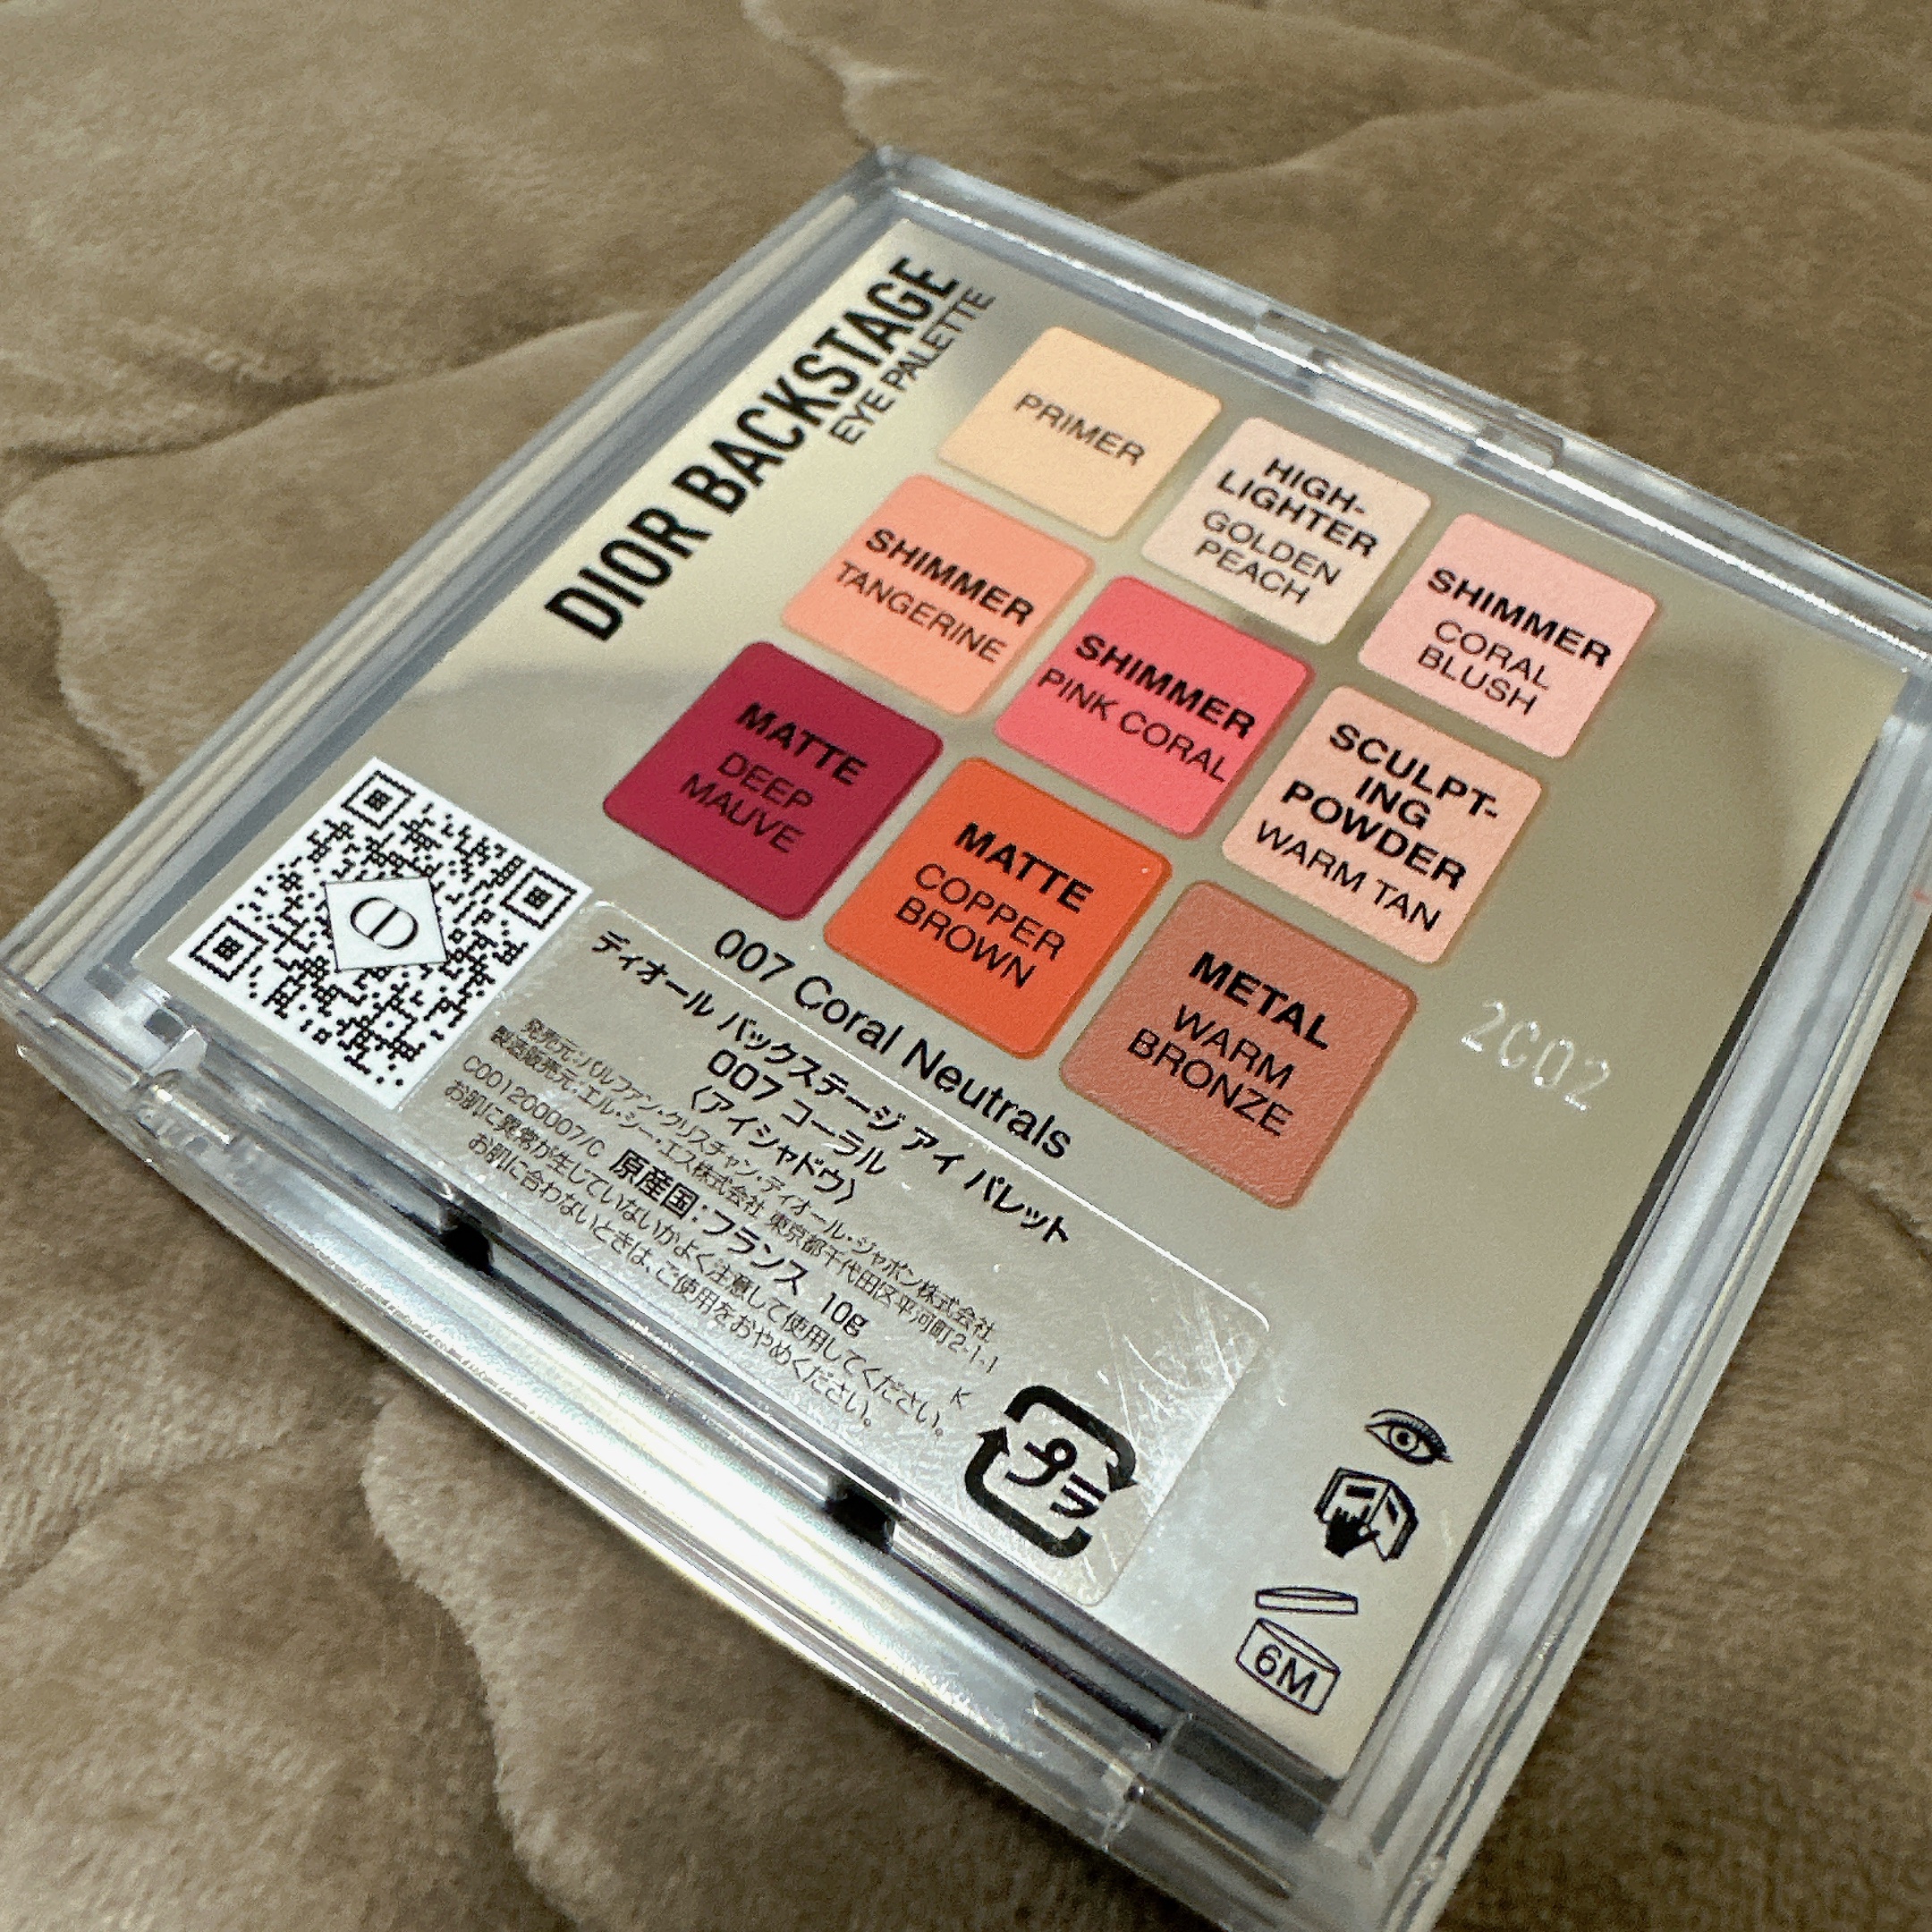 DIOR BACKSTAGE
EYE PALETTE
PRIMER
HIGH-
LIGHTER
GOLDEN
PEACH
SHIMMER
CORAL
BLUSH
SHIMMER
TANGERINE
SHIMMER
PINK CORAL
SCULPT-
ING
POWDER
WARM TAN
MATTE
DEEP
MAUVE
MATTE
COPPER
BROWN
METAL
WARM
BRONZE
2C02
007 Coral Neutrals
ディオール バックステージ アイ パレット
007 コーラル
〈アイシャドウ〉
発売元:パルファン・クリスチャン・ディオール・ジャポン株式会社
製造販売元:エル・シー・エス株式会社 東京都千代田区平河町2-1-1
C001200007/C 原産国:フランス 10g K
お肌に異常が生じていないかよく注意して使用してください。
お肌に合わないときは、ご使用をおやめください。
プラ
6M